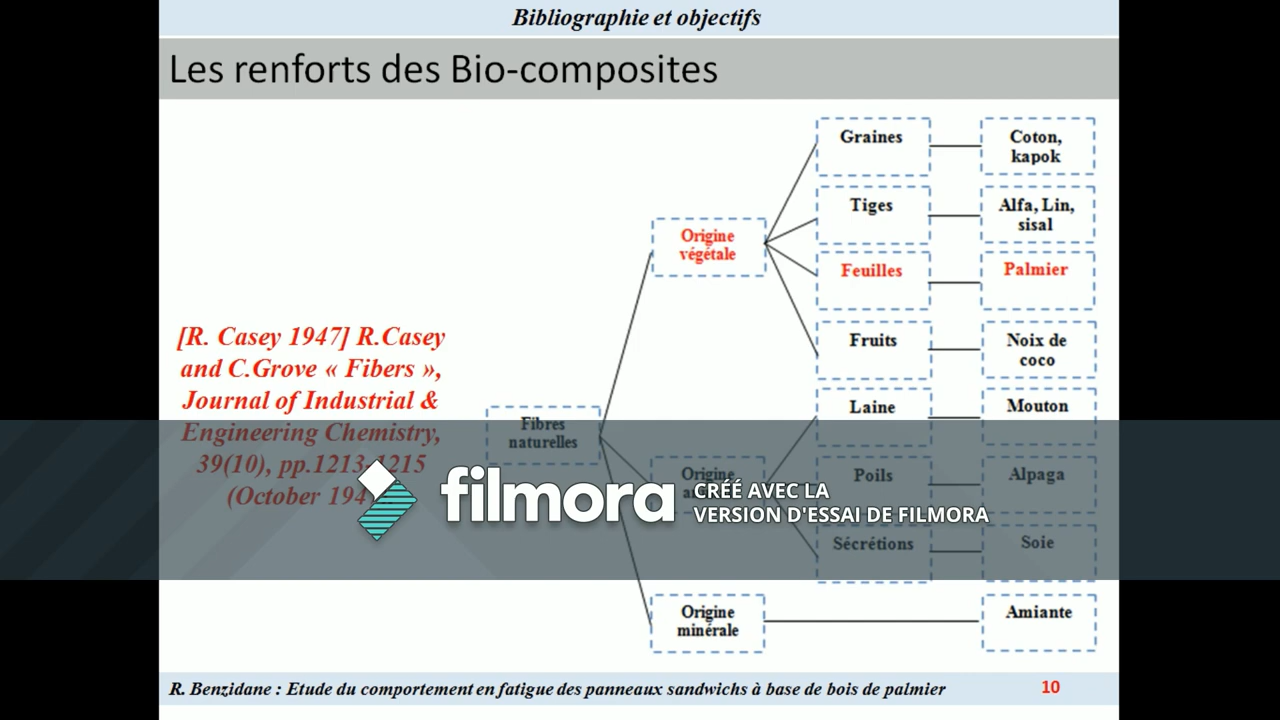 Bibliographie et objectifs
Les renforts des Bio-composites
[R. Casey 1947] R.Casey
and C.Grove « Fibers »,
Journal of Industrial &
Engineering Chemistry,
39(10), pp.1213-1215
(October
Fibres
naturelles
Origine
végétale
Graines
Coton,
kapok
Tiges
Alfa, Lin,
sisal
Feuilles
Palmier
Fruits
Noix de
coco
Origine
Laine
Mouton
Poils
Alpaga
Sécrétions
Soie
Origine
minérale
Amiante
filmora
CRÉÉ AVEC LA
VERSION D'ESSAI DE FILMORA
R. Benzidane : Etude du comportement en fatigue des panneaux sandwichs à base de bois de palmier
10